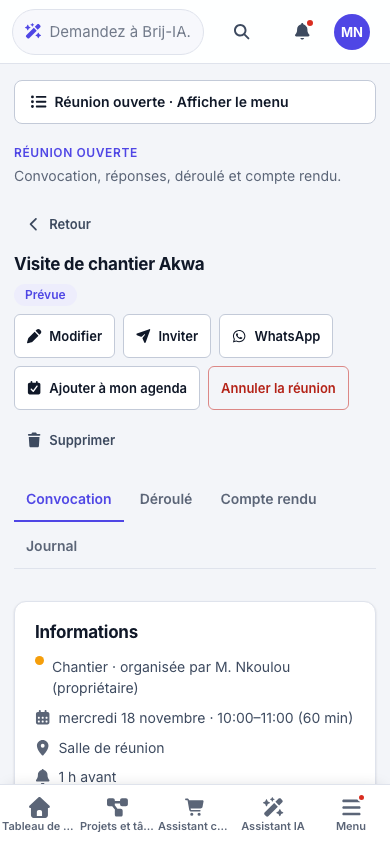 Demandez à Brij-IA.
MN
Réunion ouverte · Afficher le menu
RÉUNION OUVERTE
Convocation, réponses, déroulé et compte rendu.
Retour
Visite de chantier Akwa
Prévue
Modifier
Inviter
WhatsApp
Ajouter à mon agenda
Annuler la réunion
Supprimer
Convocation
Déroulé
Compte rendu
Journal
Informations
Chantier · organisée par M. Nkoulou
(propriétaire)
mercredi 18 novembre · 10:00–11:00 (60 min)
Salle de réunion
1 h avant
Tableau de ...
Projets et tâ...
Assistant c...
Assistant IA
Menu